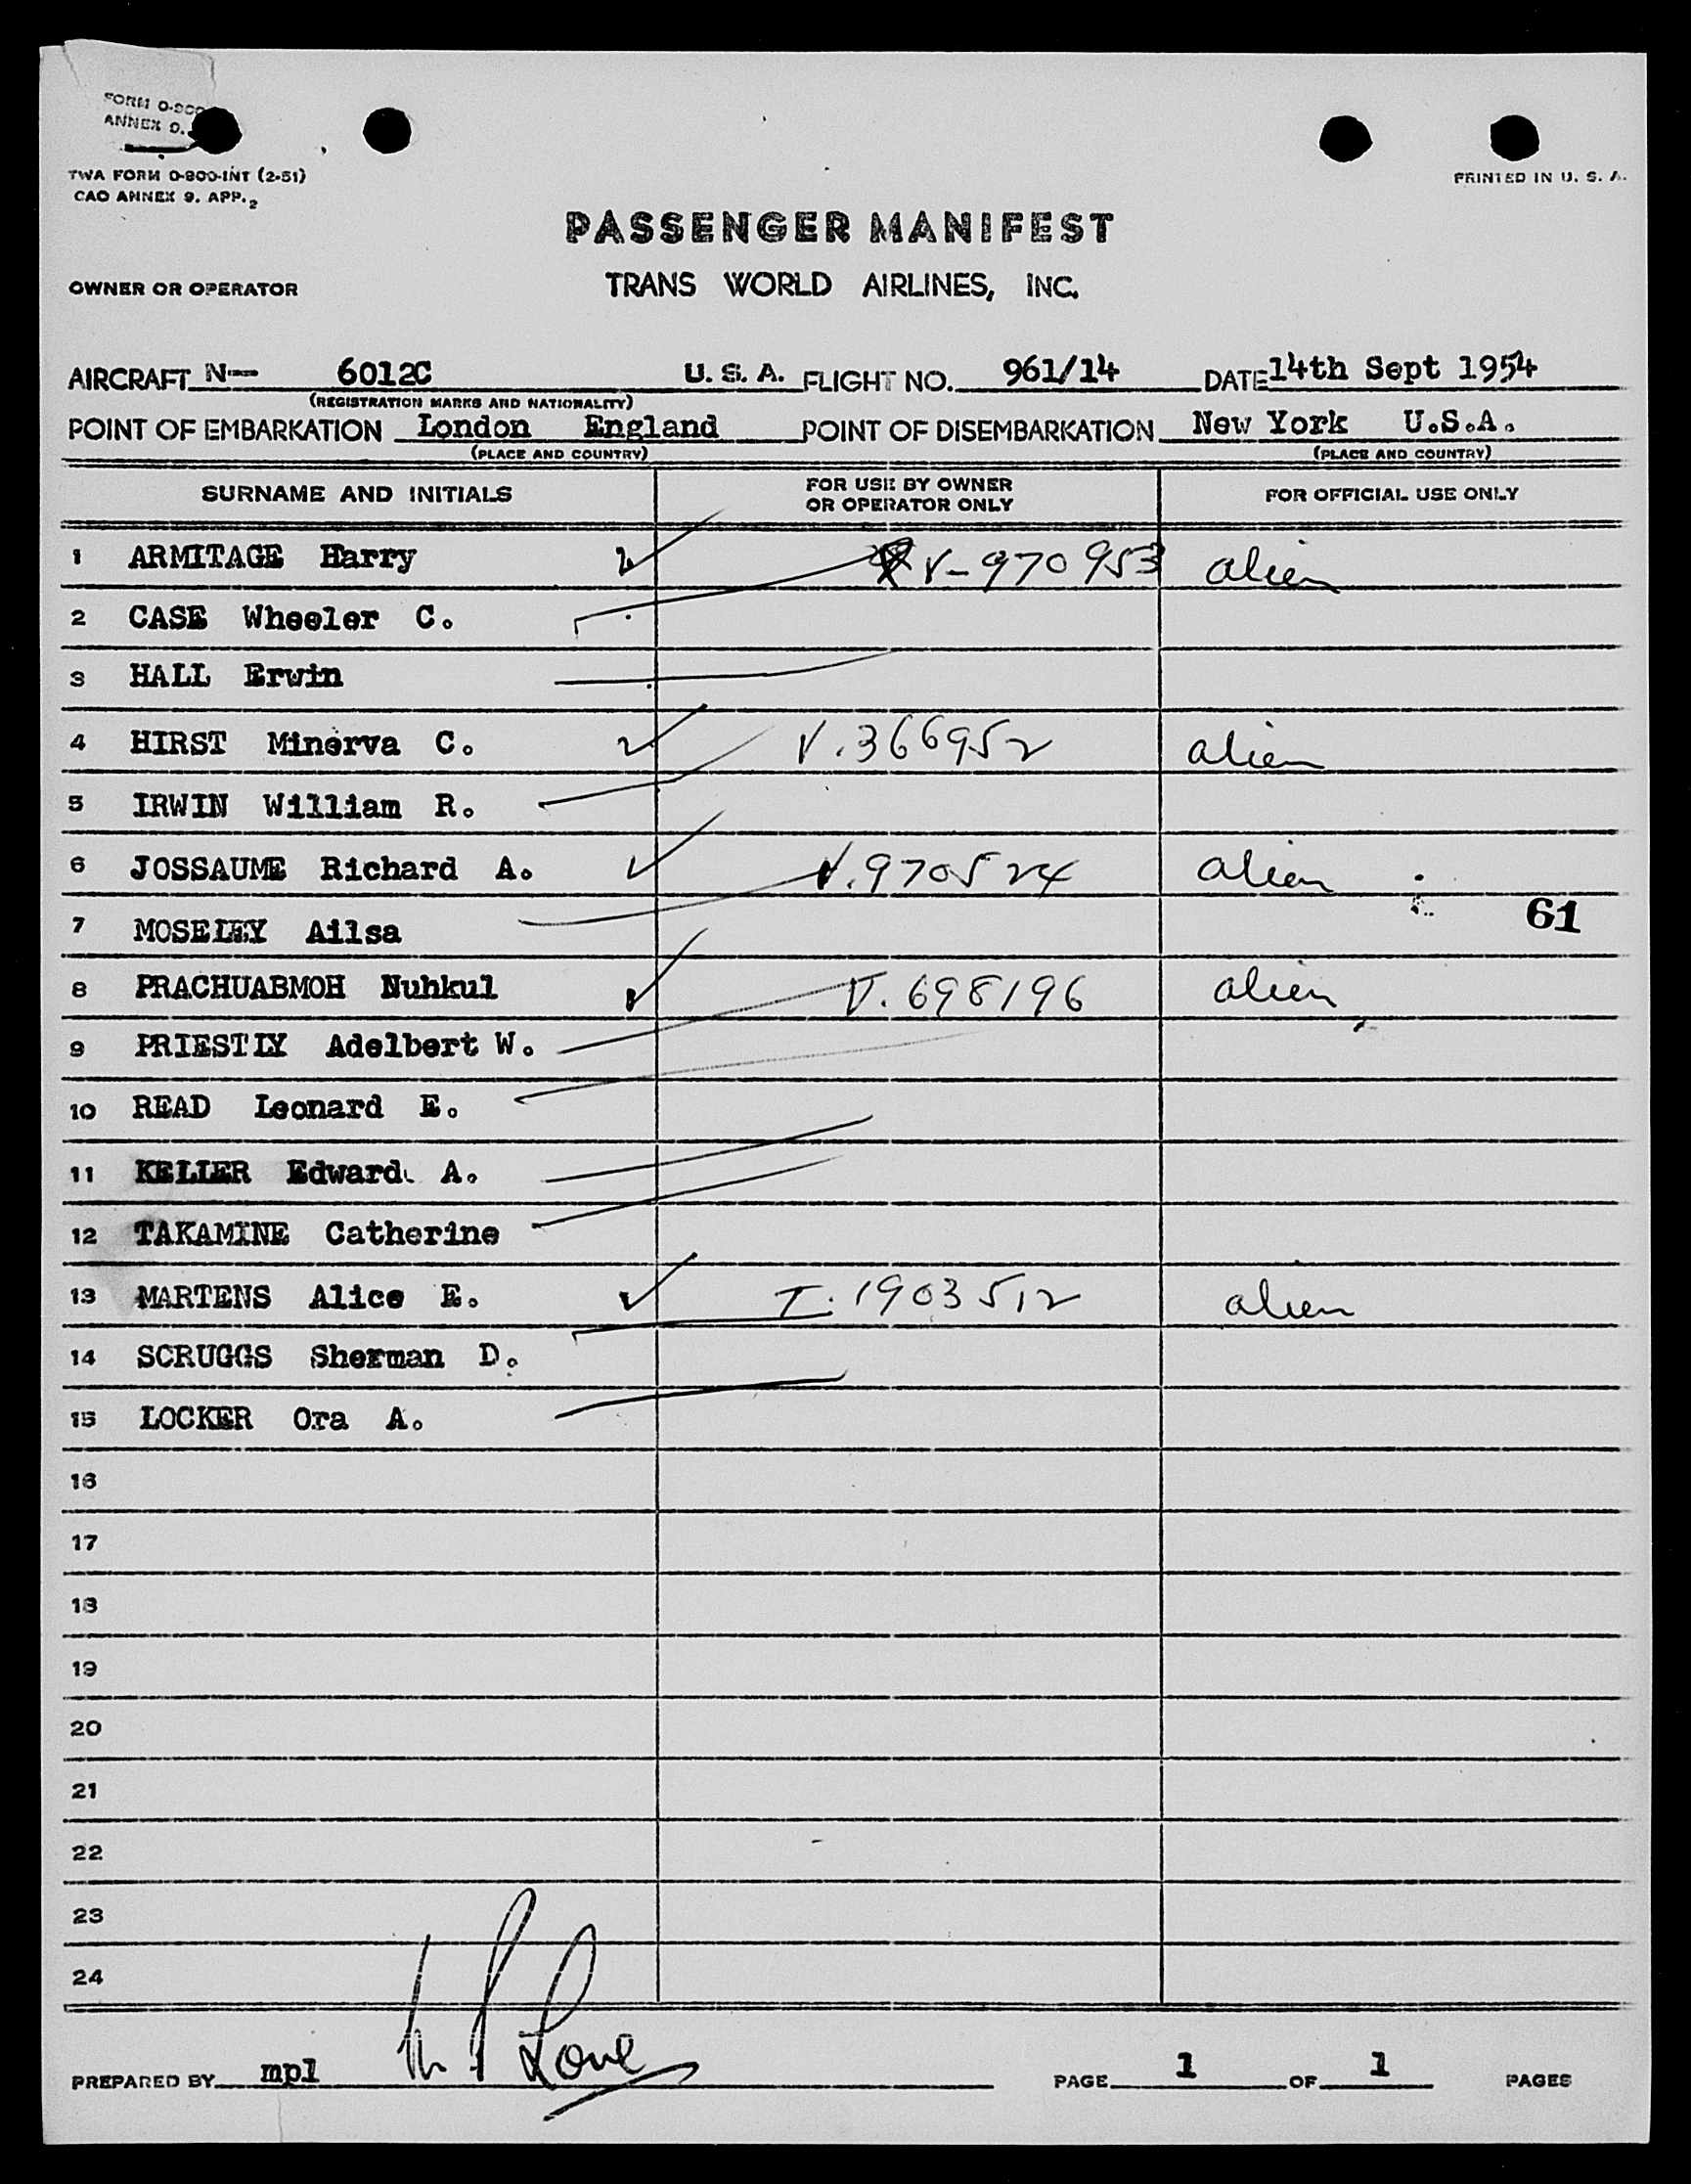 FORM O-800
ANNEX 9.
TWA FORM O-800-INT (2-51)
CAO ANNEX 9. APP. 2
PRINTED IN U. S. A.
PASSENGER MANIFEST
OWNER OR OPERATOR TRANS WORLD AIRLINES, INC.
AIRCRAFT N— 6012C U. S. A. FLIGHT NO. 961/14 DATE 14th Sept 1954
(REGISTRATION MARKS AND NATIONALITY)
POINT OF EMBARKATION London England POINT OF DISEMBARKATION New York U.S.A.
(PLACE AND COUNTRY) (PLACE AND COUNTRY)
SURNAME AND INITIALS FOR USE BY OWNER OR OPERATOR ONLY FOR OFFICIAL USE ONLY
1 ARMITAGE Harry V-970953 alien
2 CASE Wheeler C.
3 HALL Erwin
4 HIRST Minerva C. V.366952 alien
5 IRWIN William R.
6 JOSSAUME Richard A. V.970524 alien
7 MOSELEY Ailsa 61
8 PRACHUABMOH Nuhkul V.698196 alien
9 PRIESTLY Adelbert W.
10 READ Leonard E.
11 KELLER Edward A.
12 TAKAMINE Catherine
13 MARTENS Alice E. I.1903512 alien
14 SCRUGGS Sherman D.
15 LOCKER Ora A.
16
17
18
19
20
21
22
23
24
PREPARED BY mpl M P Love PAGE 1 OF 1 PAGES